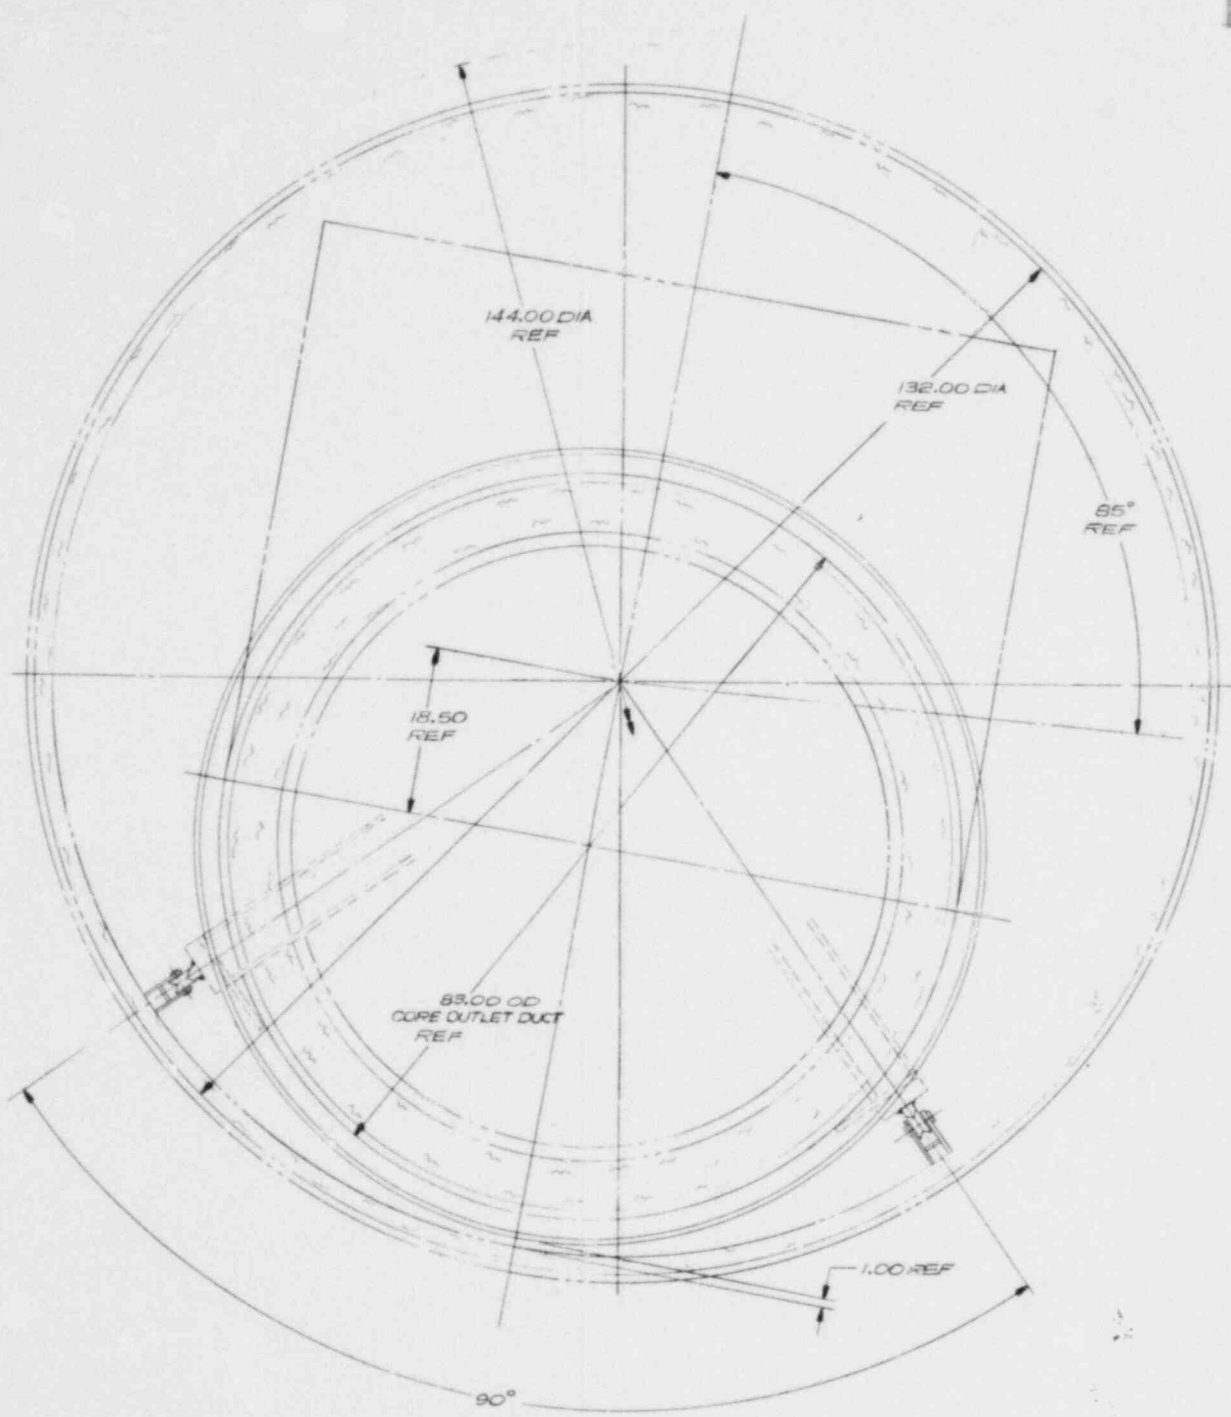 144.00 DIA
REF
132.00 DIA
REF
85°
REF
18.50
REF
83.00 OD
CORE OUTLET DUCT
REF
1.00 REF
90°